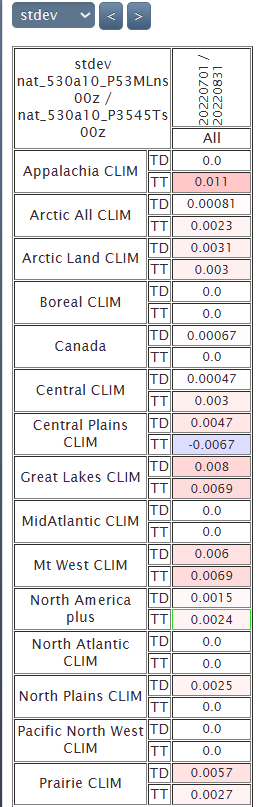 stdev < >
stdev
nat_530a10_P53MLns
00z /
nat_530a10_P3545Ts
00z
20220701 /
20220831
All
Appalachia CLIM
TD 0.0
TT 0.011
Arctic All CLIM
TD 0.00081
TT 0.0023
Arctic Land CLIM
TD 0.0031
TT 0.003
Boreal CLIM
TD 0.0
TT 0.0
Canada
TD 0.00067
TT 0.0
Central CLIM
TD 0.00047
TT 0.003
Central Plains
CLIM
TD 0.0047
TT -0.0067
Great Lakes CLIM
TD 0.008
TT 0.0069
MidAtlantic CLIM
TD 0.0
TT 0.0
Mt West CLIM
TD 0.006
TT 0.0069
North America
plus
TD 0.0015
TT 0.0024
North Atlantic
CLIM
TD 0.0
TT 0.0
North Plains CLIM
TD 0.0025
TT 0.0
Pacific North West
CLIM
TD 0.0
TT 0.0
Prairie CLIM
TD 0.0057
TT 0.0027